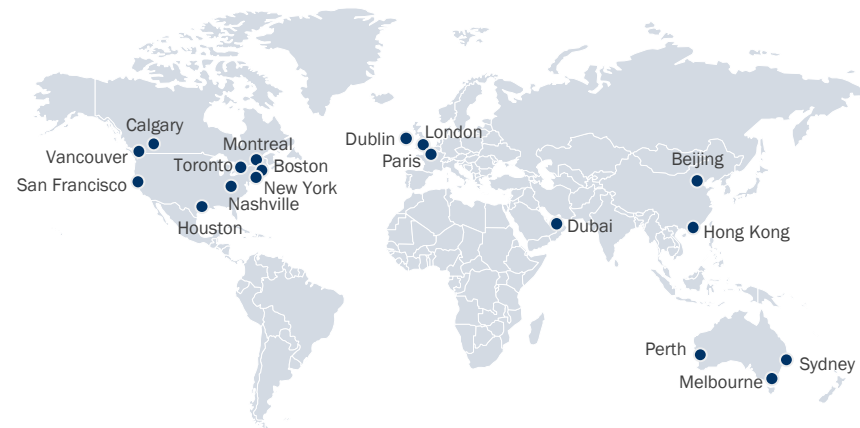 Calgary
Vancouver
San Francisco
Montreal
Toronto
Boston
New York
Nashville
Houston
Dublin
London
Paris
Dubai
Beijing
Hong Kong
Perth
Sydney
Melbourne